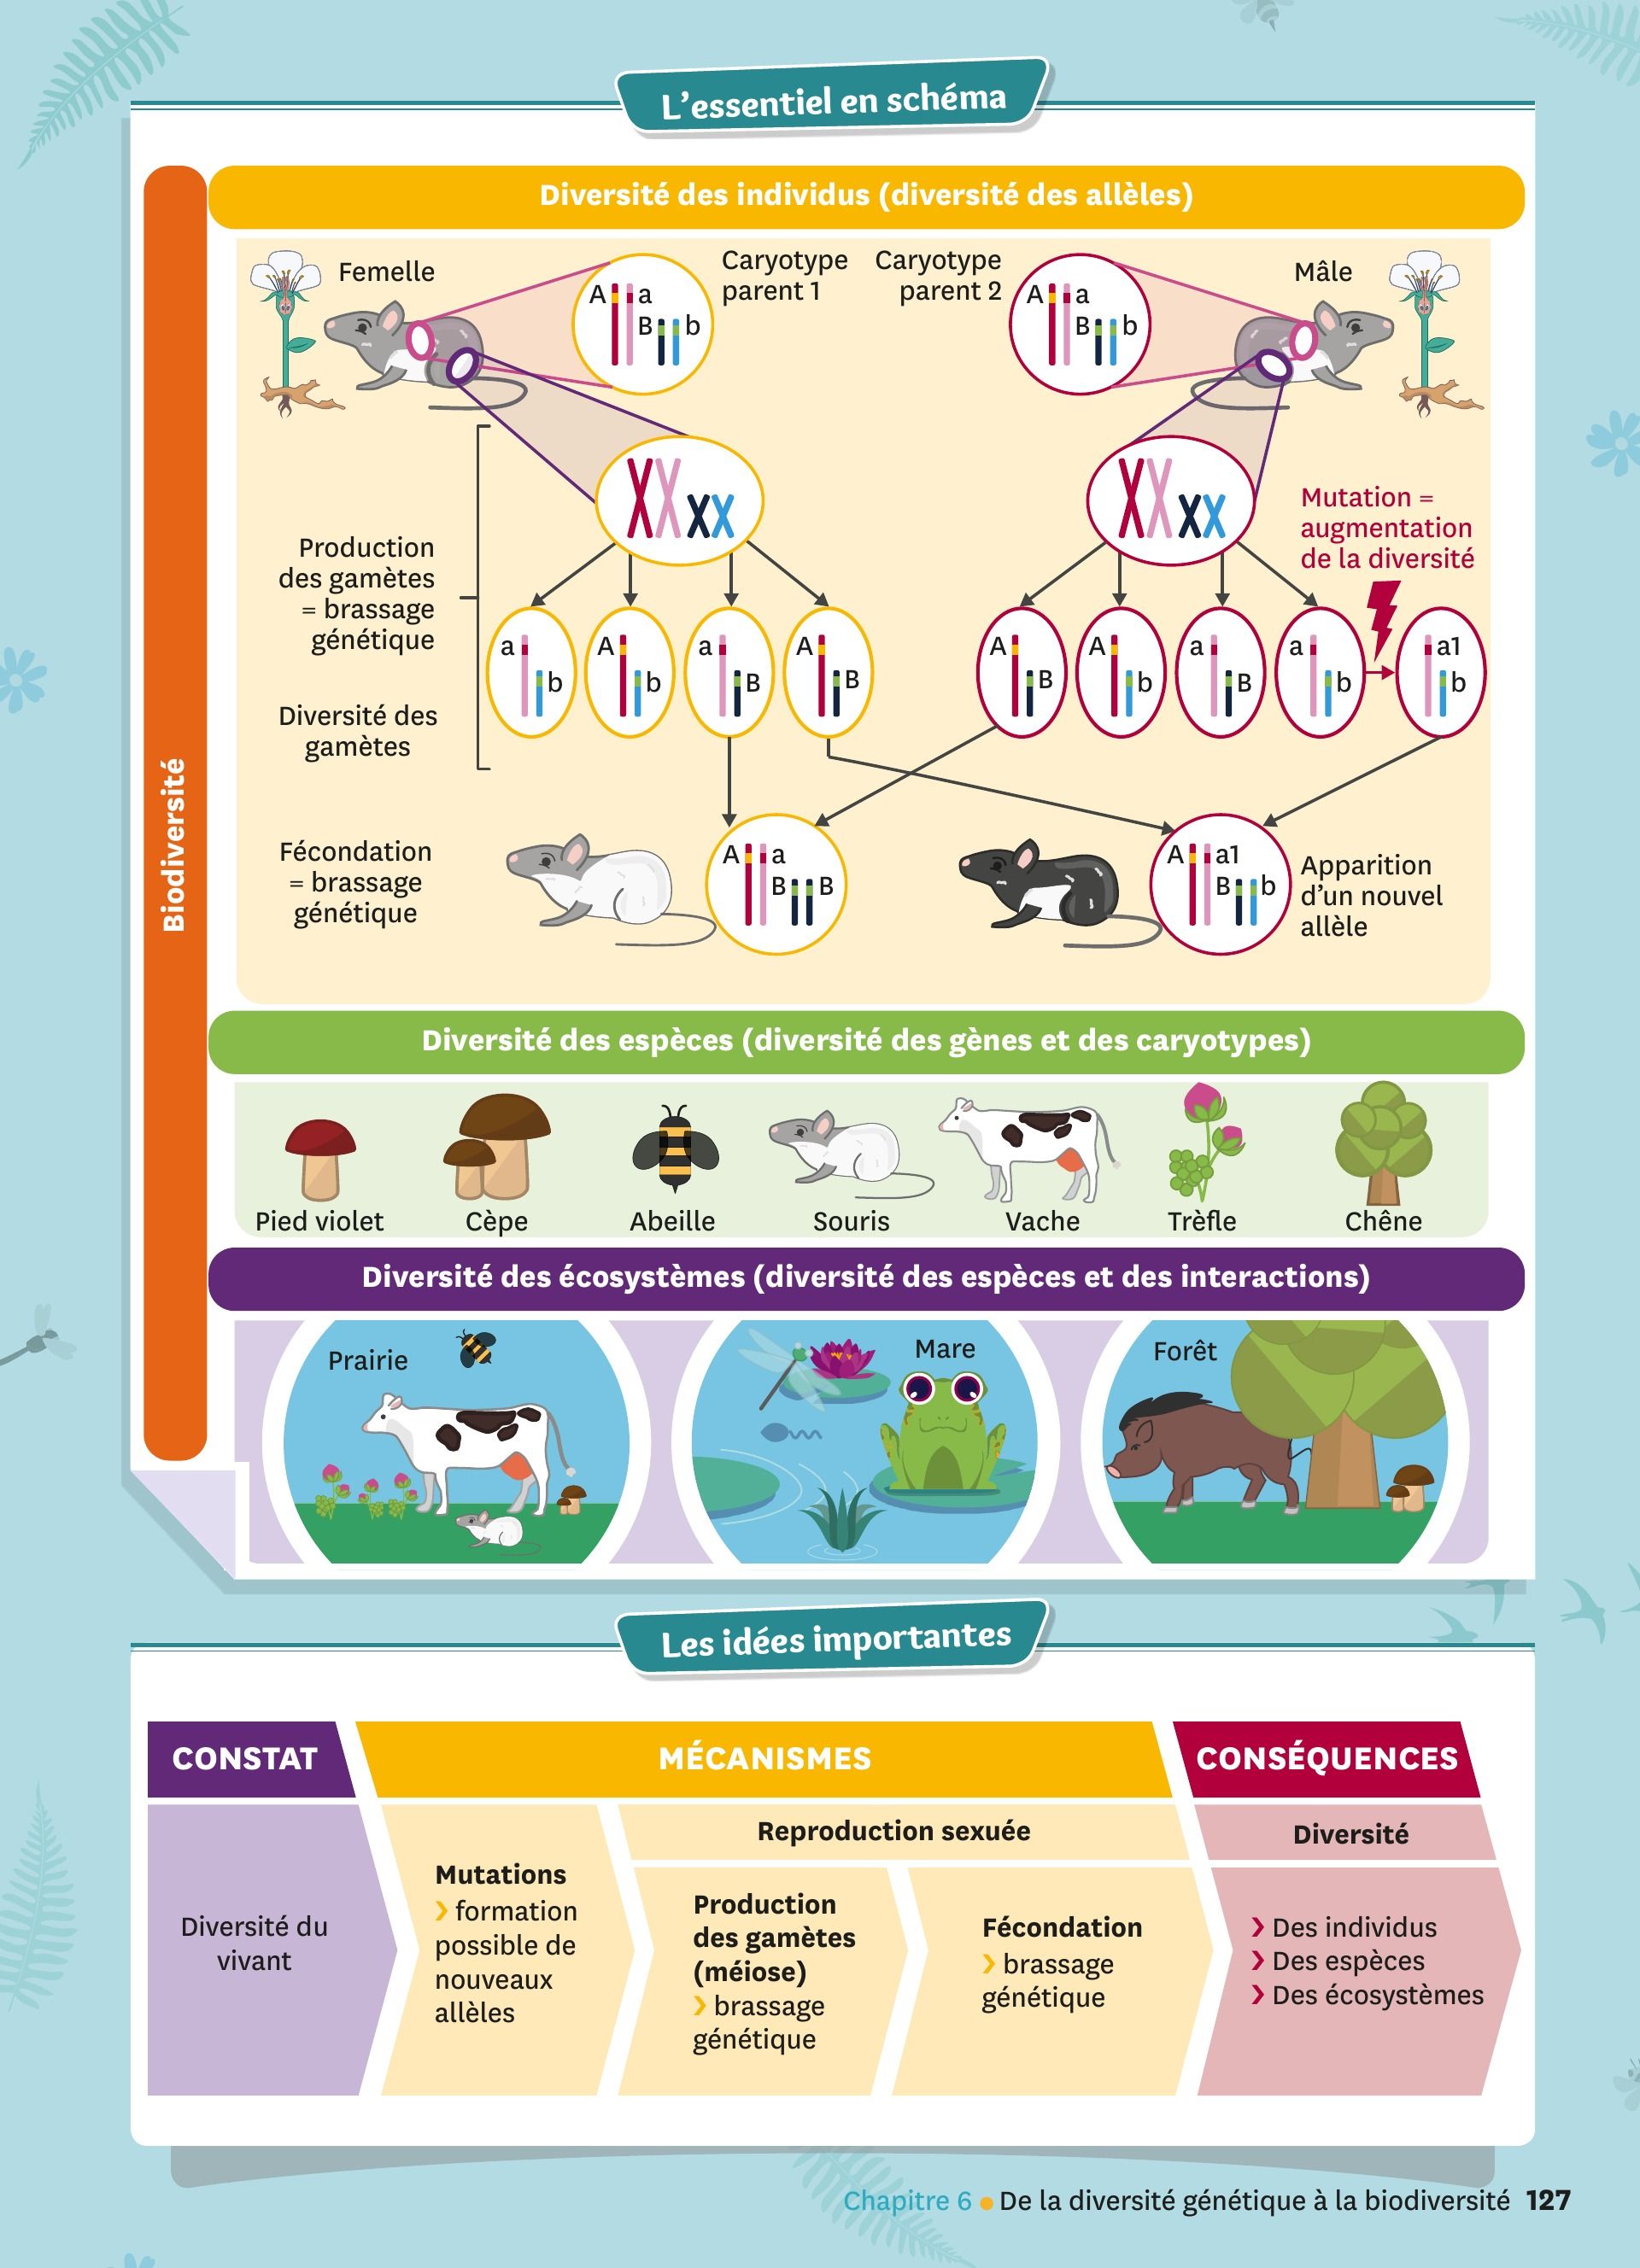 L'essentiel en schéma
Biodiversité
Diversité des individus (diversité des allèles)
Femelle
A a
B b
Caryotype
parent 1
Caryotype
parent 2
A a
B b
Mâle
Mutation =
augmentation
de la diversité
Production
des gamètes
= brassage
génétique
a
b
A
b
a
B
A
B
A
B
A
b
a
B
a
b
a1
b
Diversité des
gamètes
Fécondation
= brassage
génétique
A a
B B
A a1
B b
Apparition
d'un nouvel
allèle
Diversité des espèces (diversité des gènes et des caryotypes)
Pied violet
Cèpe
Abeille
Souris
Vache
Trèfle
Chêne
Diversité des écosystèmes (diversité des espèces et des interactions)
Prairie
Mare
Forêt
Les idées importantes
CONSTAT
MÉCANISMES
CONSÉQUENCES
Diversité du
vivant
Mutations
› formation
possible de
nouveaux
allèles
Reproduction sexuée
Production
des gamètes
(méiose)
› brassage
génétique
Fécondation
› brassage
génétique
Diversité
› Des individus
› Des espèces
› Des écosystèmes
Chapitre 6 ● De la diversité génétique à la biodiversité 127